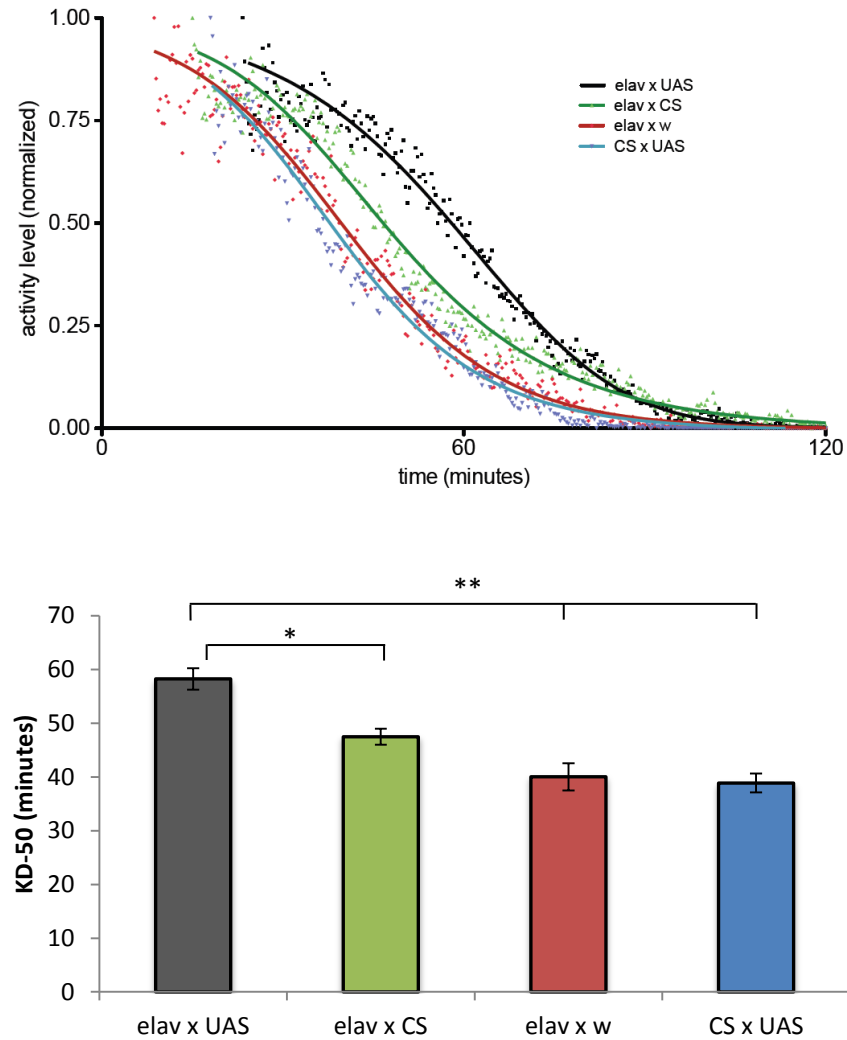 1.00
0.75
0.50
0.25
0.00
activity level (normalized)
elav x UAS
elav x CS
elav x w
CS x UAS
0 60 120
time (minutes)
**
*
70
60
50
40
30
20
10
0
KD-50 (minutes)
elav x UAS elav x CS elav x w CS x UAS